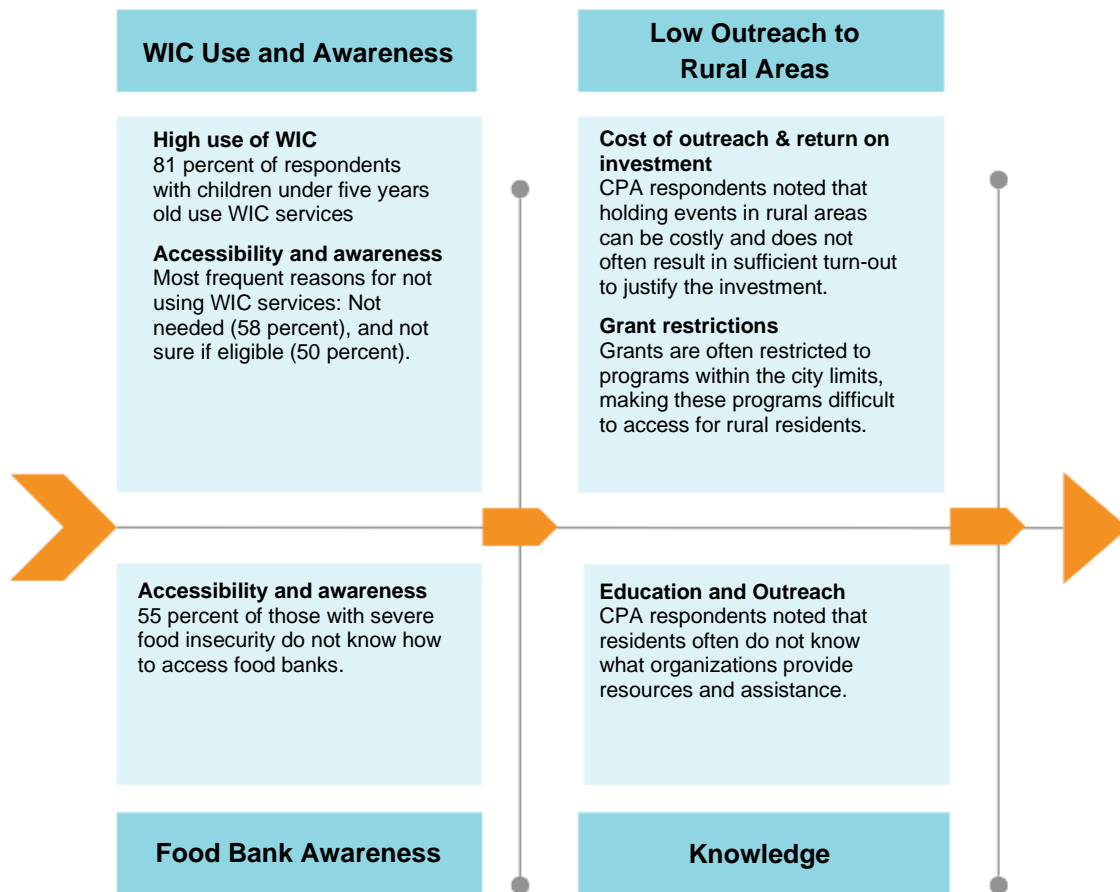 WIC Use and Awareness
High use of WIC
81 percent of respondents
with children under five years
old use WIC services
Accessibility and awareness
Most frequent reasons for not
using WIC services: Not
needed (58 percent), and not
sure if eligible (50 percent).
Low Outreach to
Rural Areas
Cost of outreach & return on
investment
CPA respondents noted that
holding events in rural areas
can be costly and does not
often result in sufficient turn-out
to justify the investment.
Grant restrictions
Grants are often restricted to
programs within the city limits,
making these programs difficult
to access for rural residents.
Accessibility and awareness
55 percent of those with severe
food insecurity do not know how
to access food banks.
Food Bank Awareness
Education and Outreach
CPA respondents noted that
residents often do not know
what organizations provide
resources and assistance.
Knowledge